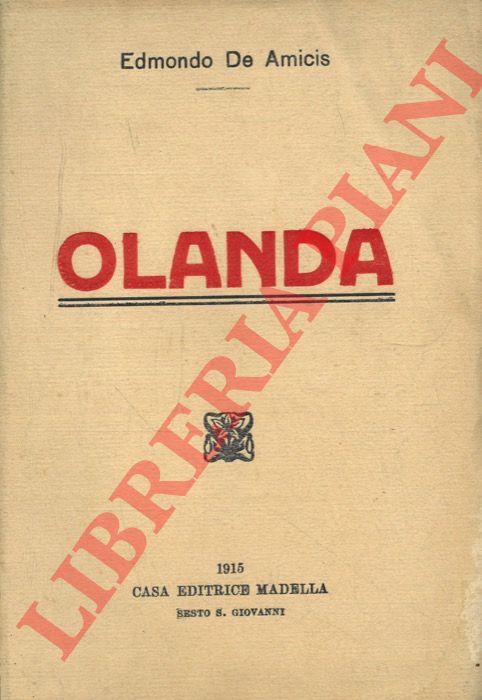 Edmondo De Amicis
OLANDA
1915
CASA EDITRICE MADELLA
SESTO S. GIOVANNI
LIBRERIA PIANI